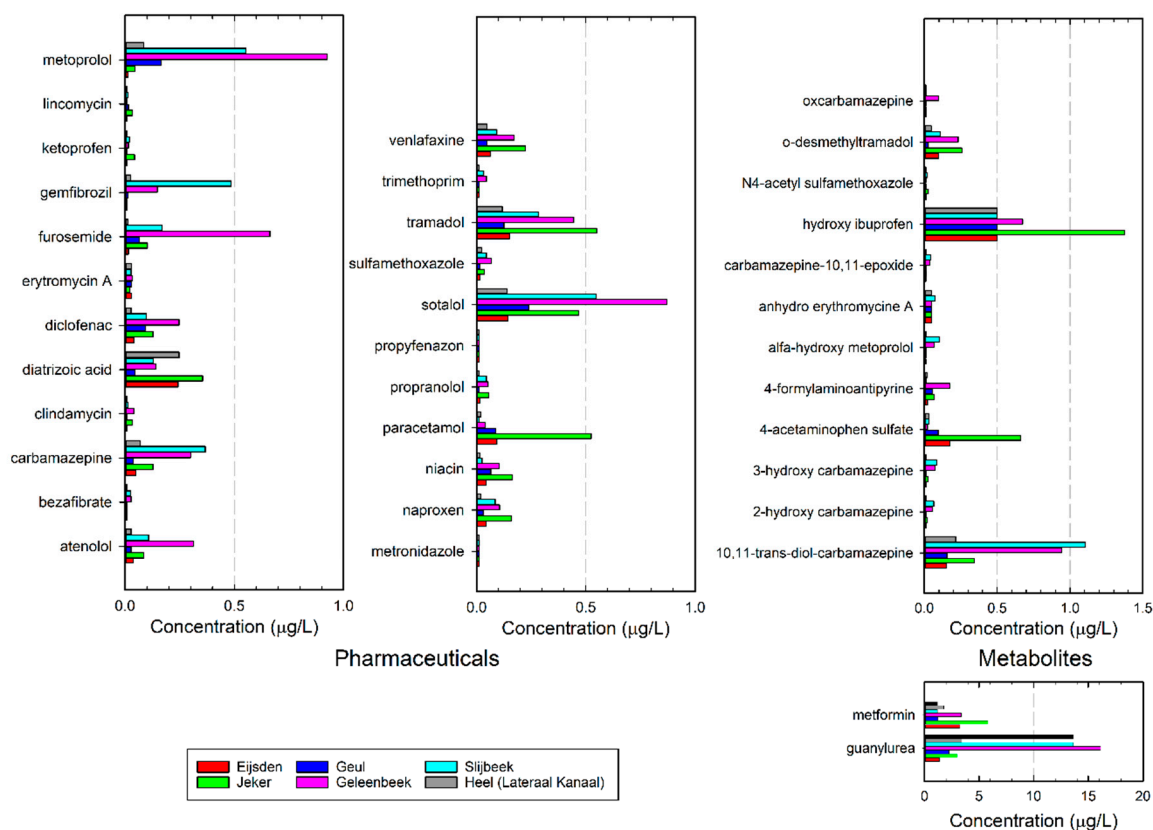 metoprolol
lincomycin
ketoprofen
gemfibrozil
furosemide
erytromycin A
diclofenac
diatrizoic acid
clindamycin
carbamazepine
bezafibrate
atenolol
0.0 0.5 1.0
Concentration (µg/L)
venlafaxine
trimethoprim
tramadol
sulfamethoxazole
sotalol
propyfenazon
propranolol
paracetamol
niacin
naproxen
metronidazole
0.0 0.5 1.0
Concentration (µg/L)
Pharmaceuticals
oxcarbamazepine
o-desmethyltramadol
N4-acetyl sulfamethoxazole
hydroxy ibuprofen
carbamazepine-10,11-epoxide
anhydro erythromycine A
alfa-hydroxy metoprolol
4-formylaminoantipyrine
4-acetaminophen sulfate
3-hydroxy carbamazepine
2-hydroxy carbamazepine
10,11-trans-diol-carbamazepine
0.0 0.5 1.0 1.5
Concentration (µg/L)
Metabolites
metformin
guanylurea
0 5 10 15 20
Concentration (µg/L)
Eijsden Geul Slijbeek
Jeker Geleenbeek Heel (Lateraal Kanaal)